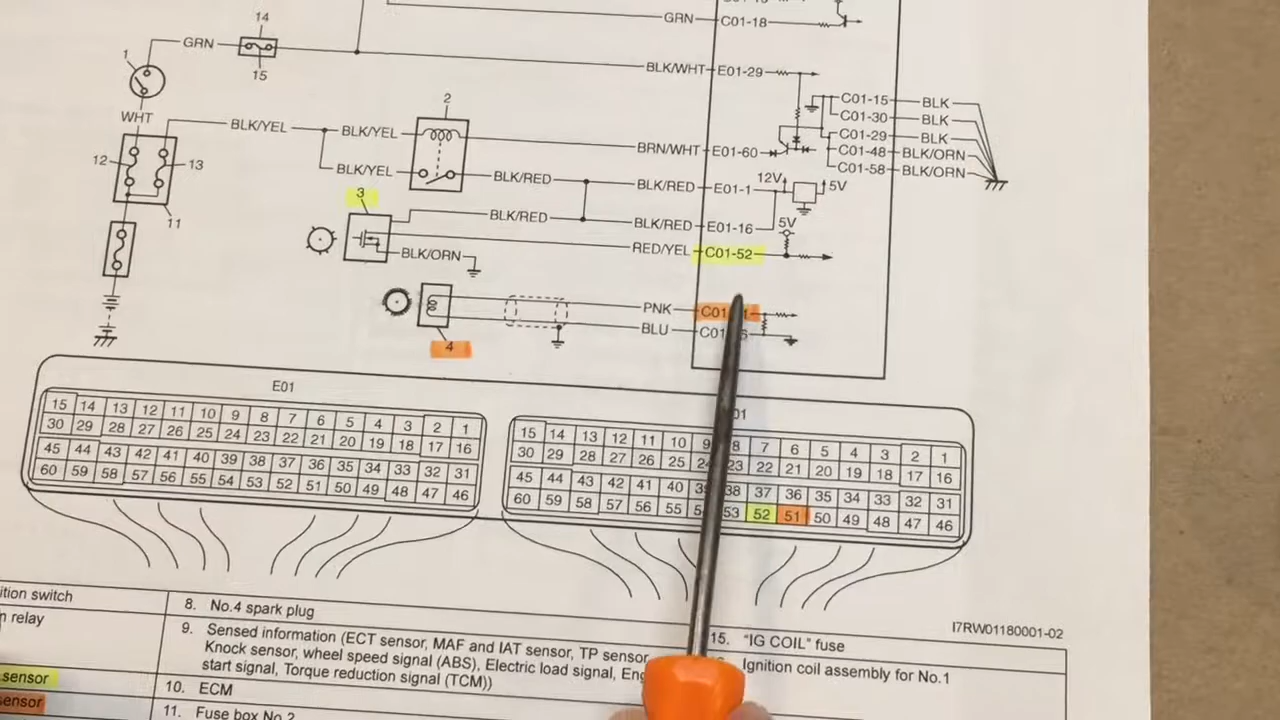 GRN C01-18
14
GRN
15
1
BLK/WHT E01-29
2
WHT
BLK/YEL BLK/YEL
C01-15 BLK
C01-30 BLK
C01-29 BLK
C01-48 BLK/ORN
C01-58 BLK/ORN
BRN/WHT E01-60
12 13
BLK/YEL
BLK/RED BLK/RED E01-1
12V 5V
3
11
BLK/RED BLK/RED E01-16
5V
RED/YEL C01-52
BLK/ORN
PNK
BLU
4
E01
15 14 13 12 11 10 9 8 7 6 5 4 3 2 1
30 29 28 27 26 25 24 23 22 21 20 19 18 17 16
45 44 43 42 41 40 39 38 37 36 35 34 33 32 31
60 59 58 57 56 55 54 53 52 51 50 49 48 47 46
15 14 13 12 11 10 8 7 6 5 4 3 2 1
30 29 28 27 26 25 23 22 21 20 19 18 17 16
45 44 43 42 41 40 38 37 36 35 34 33 32 31
60 59 58 57 56 55 53 52 51 50 49 48 47 46
I7RW01180001-02
switch
relay
sensor
sensor
8. No.4 spark plug
9. Sensed information (ECT sensor, MAF and IAT sensor, TP sensor
Knock sensor, wheel speed signal (ABS), Electric load signal,
start signal, Torque reduction signal (TCM))
10. ECM
11. Fuse box No.2
15. "IG COIL" fuse
Ignition coil assembly for No.1